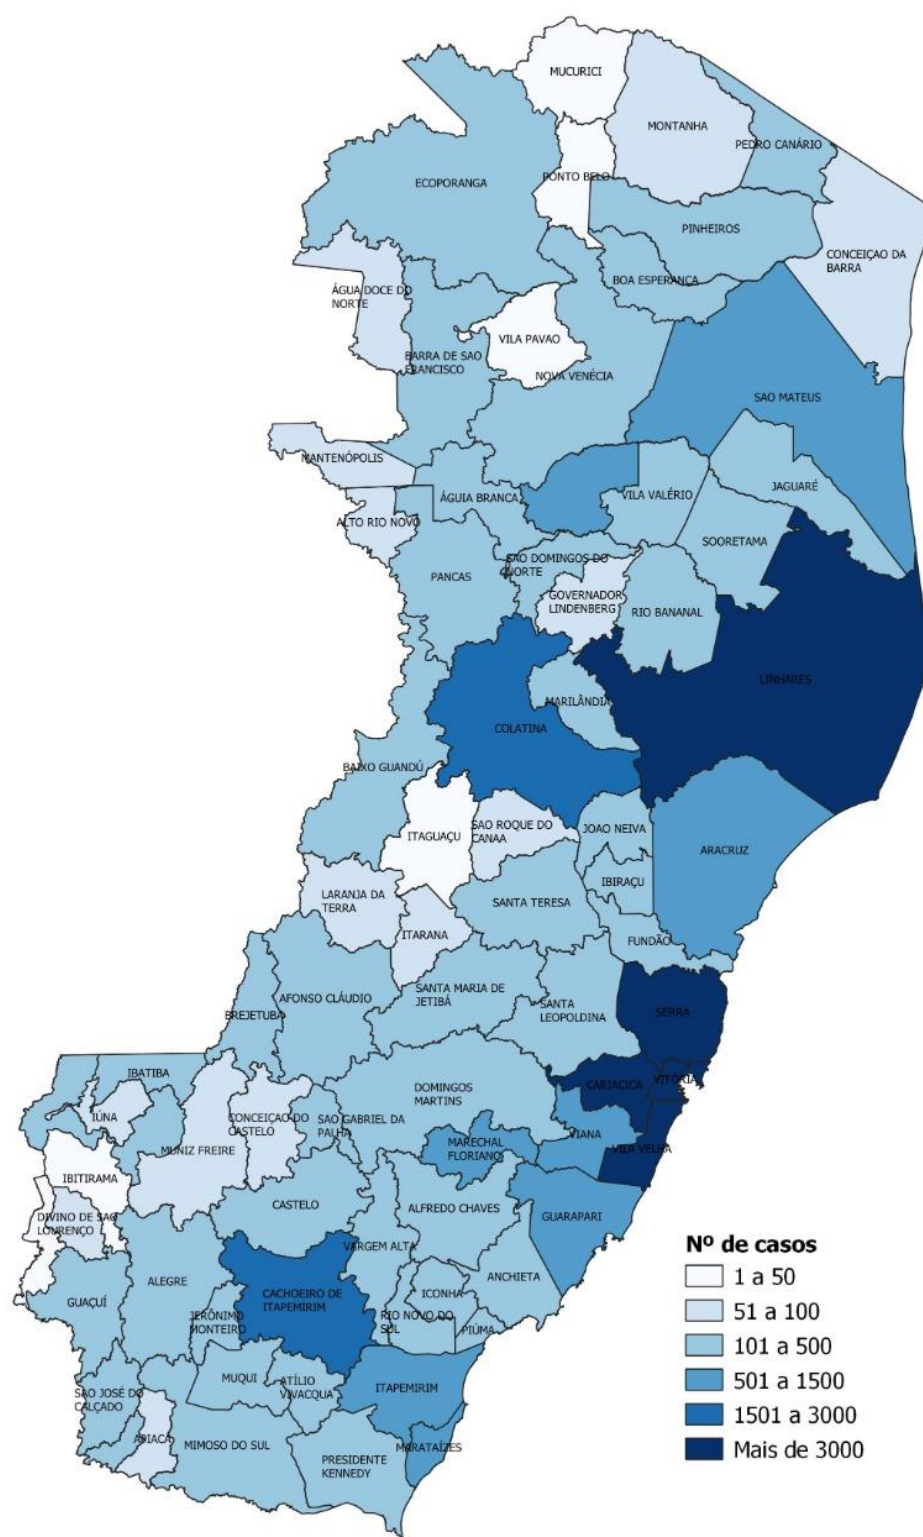 MUCURICI
MONTANHA
PEDRO CANÁRIO
ECOPORANGA
PONTO BELO
PINHEIROS
CONCEIÇAO DA
BARRA
BOA ESPERANÇA
ÁGUA DOCE DO
NORTE
VILA PAVAO
BARRA DE SAO
FRANCISCO
NOVA VENÉCIA
SAO MATEUS
MANTENÓPOLIS
JAGUARÉ
ÁGUIA BRANCA
VILA VALÉRIO
ALTO RIO NOVO
SOORETAMA
SAO DOMINGOS DO
NORTE
PANCAS
GOVERNADOR
LINDENBERG
RIO BANANAL
LINHARES
MARILÂNDIA
COLATINA
BAIXO GUANDÚ
ITAGUAÇU
SAO ROQUE DO
CANAA
JOAO NEIVA
ARACRUZ
IBIRAÇU
LARANJA DA
TERRA
SANTA TERESA
ITARANA
FUNDÃO
SANTA MARIA DE
JETIBÁ
AFONSO CLÁUDIO
SANTA
LEOPOLDINA
SERRA
BREJETUBA
IBATIBA
VITÓRIA
CARIACICA
DOMINGOS
MARTINS
IÚNA
CONCEIÇAO DO
CASTELO
SAO GABRIEL DA
PALHA
VIANA
MARECHAL
FLORIANO
VILA VELHA
MUNIZ FREIRE
IBITIRAMA
CASTELO
ALFREDO CHAVES
GUARAPARI
DIVINO DE SAO
LOURENÇO
VARGEM ALTA
ALEGRE
ANCHIETA
GUAÇUÍ
CACHOEIRO DE
ITAPEMIRIM
ICONHA
JERÔNIMO
MONTEIRO
RIO NOVO DO
SUL
PIÚMA
MUQUI
ATÍLIO
VIVACQUA
ITAPEMIRIM
SAO JOSÉ DO
CALÇADO
APIACÁ
MIMOSO DO SUL
MARATAÍZES
PRESIDENTE
KENNEDY
Nº de casos
1 a 50
51 a 100
101 a 500
501 a 1500
1501 a 3000
Mais de 3000